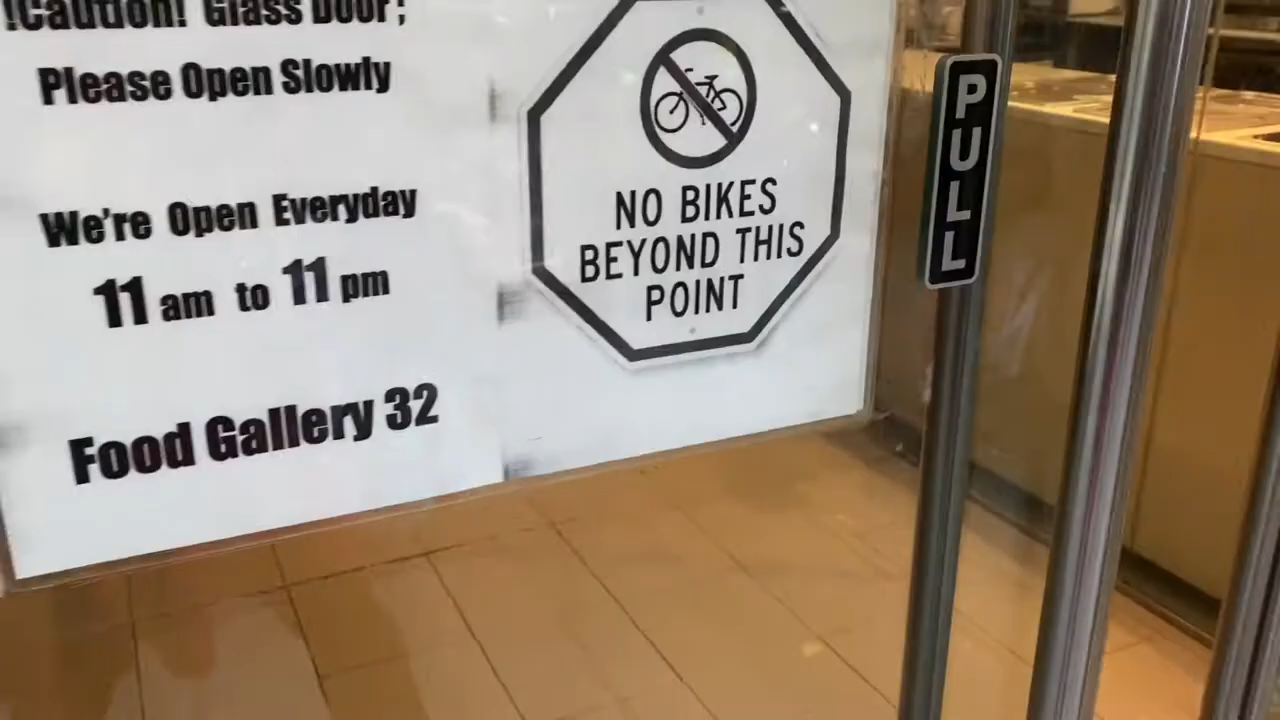 !Caution! Glass Door!
Please Open Slowly
We're Open Everyday
11 am to 11 pm
Food Gallery 32
NO BIKES
BEYOND THIS
POINT
PULL